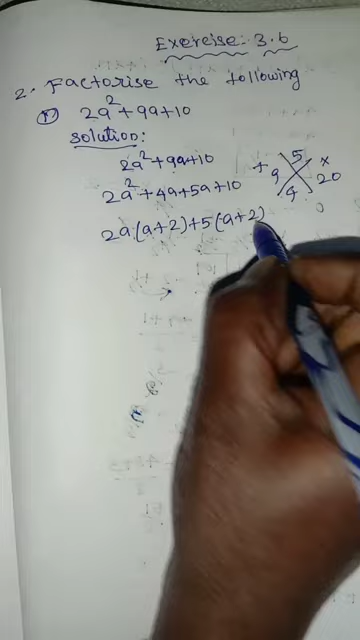 Exercise:- 3.6
2. Factorise the following
2a²+9a+10
solution:
2a²+9a+10
2a²+4a+5a+10
2a(a+2)+5(a+2)
5
+ x
9 20
4